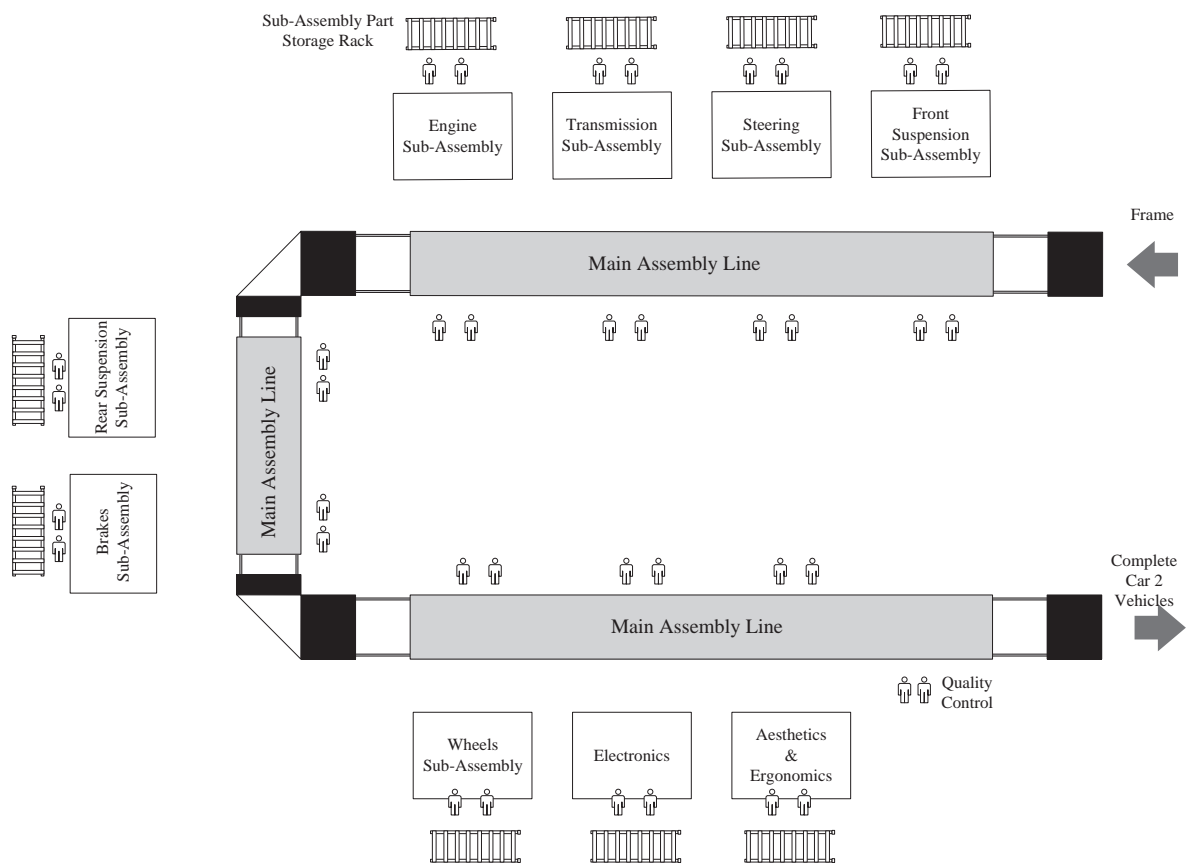 Sub-Assembly Part
Storage Rack
Engine
Sub-Assembly
Transmission
Sub-Assembly
Steering
Sub-Assembly
Front
Suspension
Sub-Assembly
Frame
Main Assembly Line
Rear Suspension
Sub-Assembly
Main Assembly Line
Brakes
Sub-Assembly
Complete
Car 2
Vehicles
Main Assembly Line
Quality
Control
Wheels
Sub-Assembly
Electronics
Aesthetics
&
Ergonomics